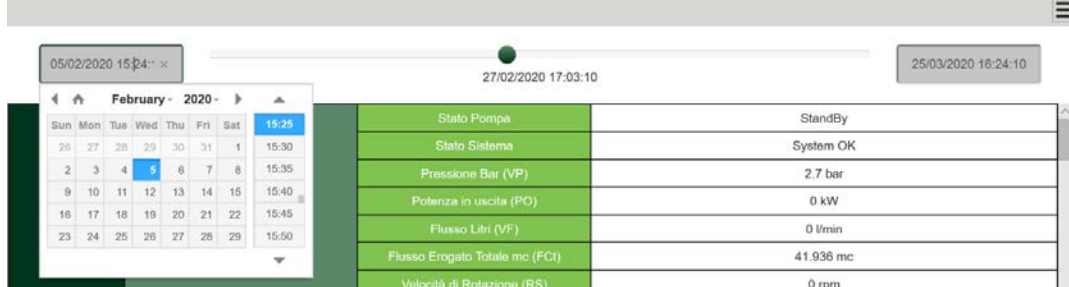 05/02/2020 15:24:
25/03/2020 16:24:10
27/02/2020 17:03:10
February 2020
Sun Mon Tue Wed Thu Fri Sat
26 27 28 29 30 31 1
2 3 4 5 6 7 8
9 10 11 12 13 14 15
16 17 18 19 20 21 22
23 24 25 26 27 28 29
15:25
15:30
15:35
15:40
15:45
15:50
Stato Pompa StandBy
Stato Sistema System OK
Pressione Bar (VP) 2.7 bar
Potenza in uscita (PO) 0 kW
Flusso Litri (VF) 0 l/min
Flusso Erogato Totale mc (FCt) 41.936 mc
Velocità di Rotazione (RS) 0 rpm